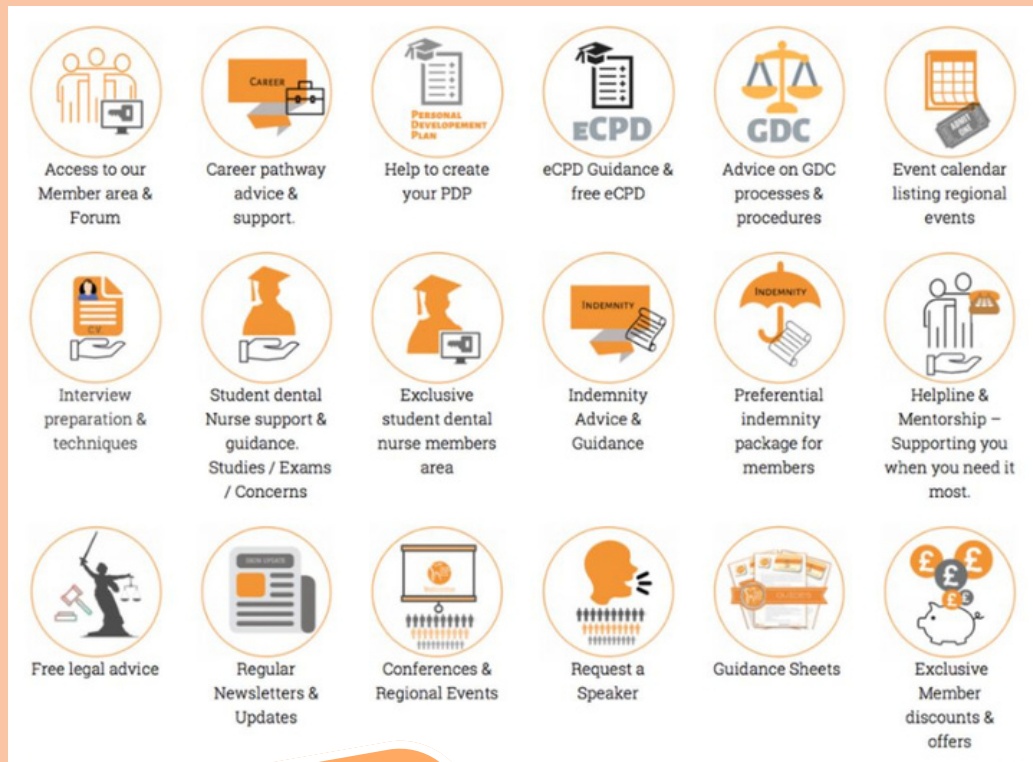 CAREER
PERSONAL
DEVELOPEMENT
PLAN
eCPD
GDC
ADMIT
ONE
Access to our
Member area &
Forum
Career pathway
advice &
support.
Help to create
your PDP
eCPD Guidance &
free eCPD
Advice on GDC
processes &
procedures
Event calendar
listing regional
events
C.V.
INDEMNITY
INDEMNITY
Interview
preparation &
techniques
Student dental
Nurse support &
guidance.
Studies / Exams
/ Concerns
Exclusive
student dental
nurse members
area
Indemnity
Advice &
Guidance
Preferential
indemnity
package for
members
Helpline &
Mentorship –
Supporting you
when you need it
most.
Welcome
GUIDES
£ £
£
£ £
Free legal advice
Regular
Newsletters &
Updates
Conferences &
Regional Events
Request a
Speaker
Guidance Sheets
Exclusive
Member
discounts &
offers